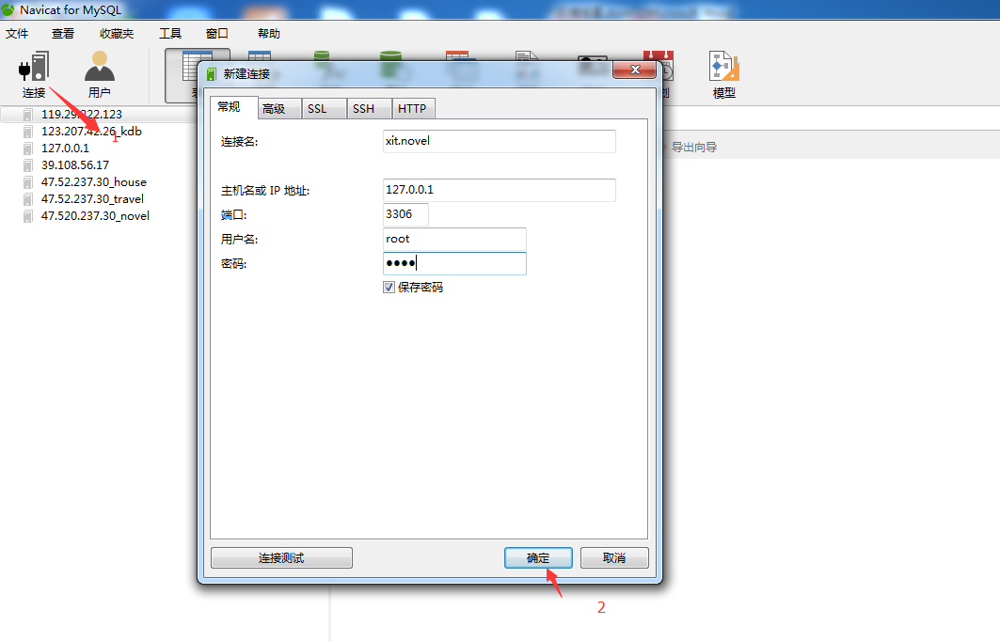 Navicat for MySQL
文件 查看 收藏夹 工具 窗口 帮助
连接 用户 模型
新建连接
常规 高级 SSL SSH HTTP
119.29.222.123
123.207.42.26_kdb
127.0.0.1
39.108.56.17
47.52.237.30_house
47.52.237.30_travel
47.520.237.30_novel
1
导出向导
连接名: xit.novel
主机名或 IP 地址: 127.0.0.1
端口: 3306
用户名: root
密码: ●●●●
保存密码
连接测试 确定 取消
2